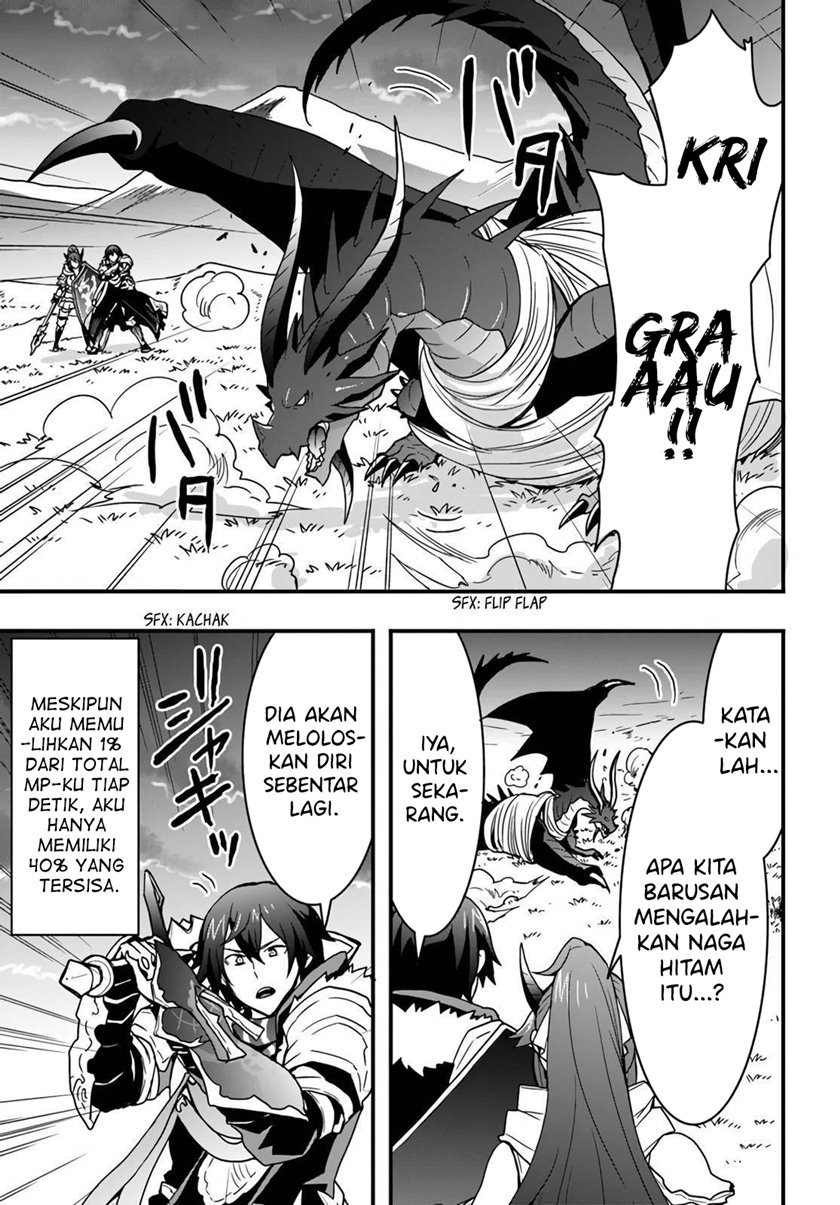 KRI
GRA
AAU
!!
バタ
バタ
SFX: FLIP FLAP
KATA
-KAN
LAH...
APA KITA
BARUSAN
MENGALAH-
KAN NAGA
HITAM
ITU...?
IYA,
UNTUK
SEKA-
RANG.
SFX: KACHAK
DIA AKAN
MELOLOS-
KAN DIRI
SEBENTAR
LAGI.
ジャキッ
MESKIPUN
AKU MEMU
-LIHKAN 1%
DARI TOTAL
MP-KU TIAP
DETIK, AKU
HANYA
MEMILIKI
40% YANG
TERSISA.